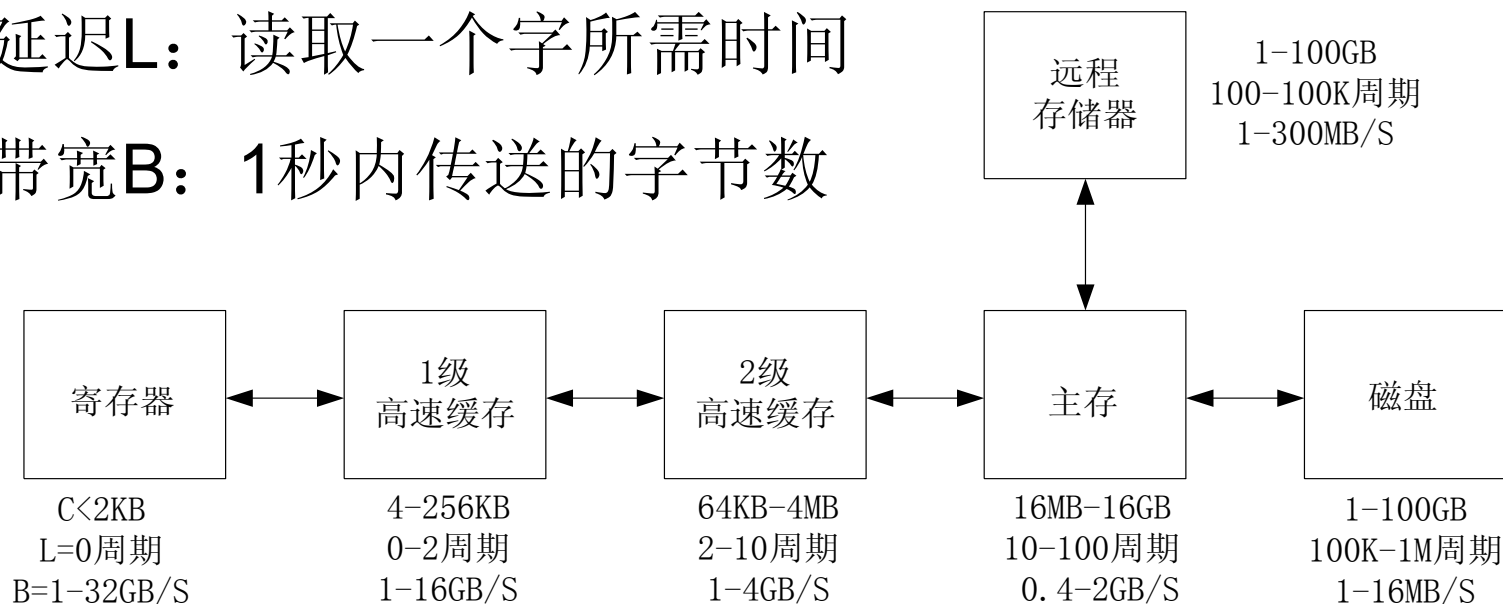 延迟L：读取一个字所需时间
带宽B：1秒内传送的字节数
远程
存储器
1-100GB
100-100K周期
1-300MB/S
寄存器
1级
高速缓存
2级
高速缓存
主存
磁盘
C<2KB
L=0周期
B=1-32GB/S
4-256KB
0-2周期
1-16GB/S
64KB-4MB
2-10周期
1-4GB/S
16MB-16GB
10-100周期
0.4-2GB/S
1-100GB
100K-1M周期
1-16MB/S